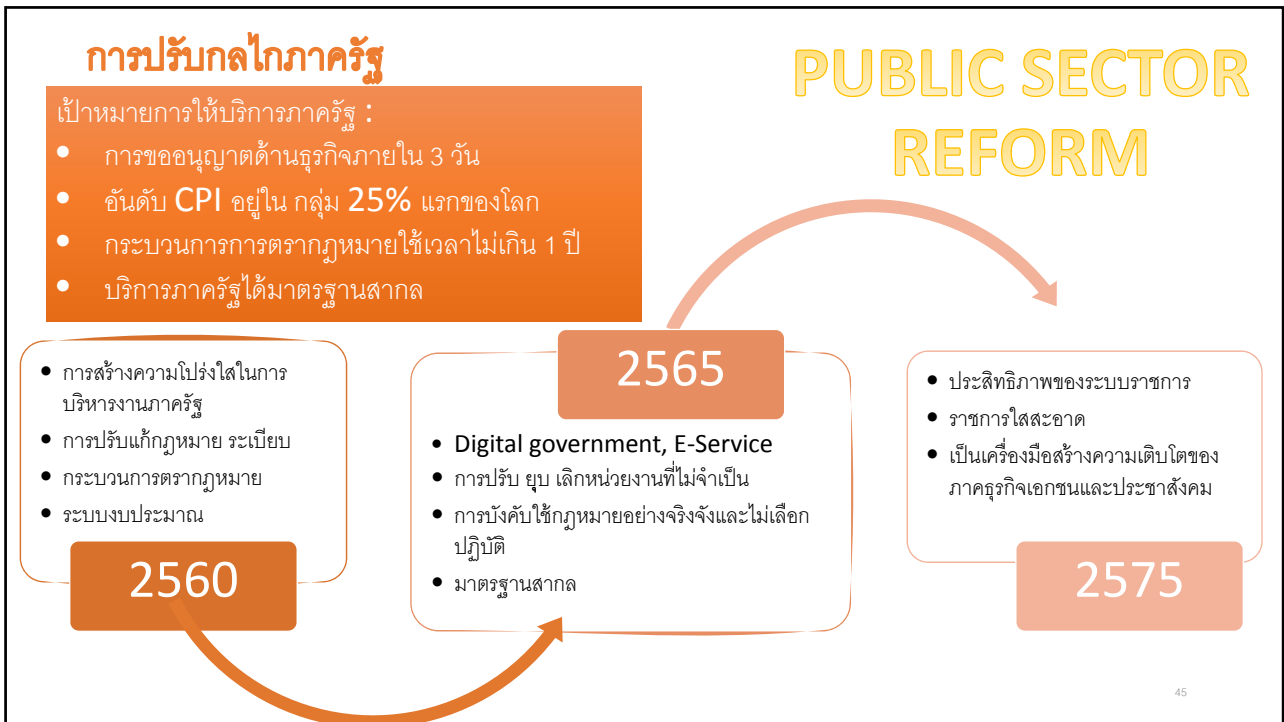 การปรับกลไกภาครัฐ
PUBLIC SECTOR
REFORM
เป้าหมายการให้บริการภาครัฐ :
• การขออนุญาตด้านธุรกิจภายใน 3 วัน
• อันดับ CPI อยู่ใน กลุ่ม 25% แรกของโลก
• กระบวนการการตรากฎหมายใช้เวลาไม่เกิน 1 ปี
• บริการภาครัฐได้มาตรฐานสากล
• การสร้างความโปร่งใสในการ
บริหารงานภาครัฐ
• การปรับแก้กฎหมาย ระเบียบ
• กระบวนการตรากฎหมาย
• ระบบงบประมาณ
2560
2565
• Digital government, E-Service
• การปรับ ยุบ เลิกหน่วยงานที่ไม่จำเป็น
• การบังคับใช้กฎหมายอย่างจริงจังและไม่เลือก
ปฏิบัติ
• มาตรฐานสากล
• ประสิทธิภาพของระบบราชการ
• ราชการใสสะอาด
• เป็นเครื่องมือสร้างความเติบโตของ
ภาคธุรกิจเอกชนและประชาสังคม
2575
45